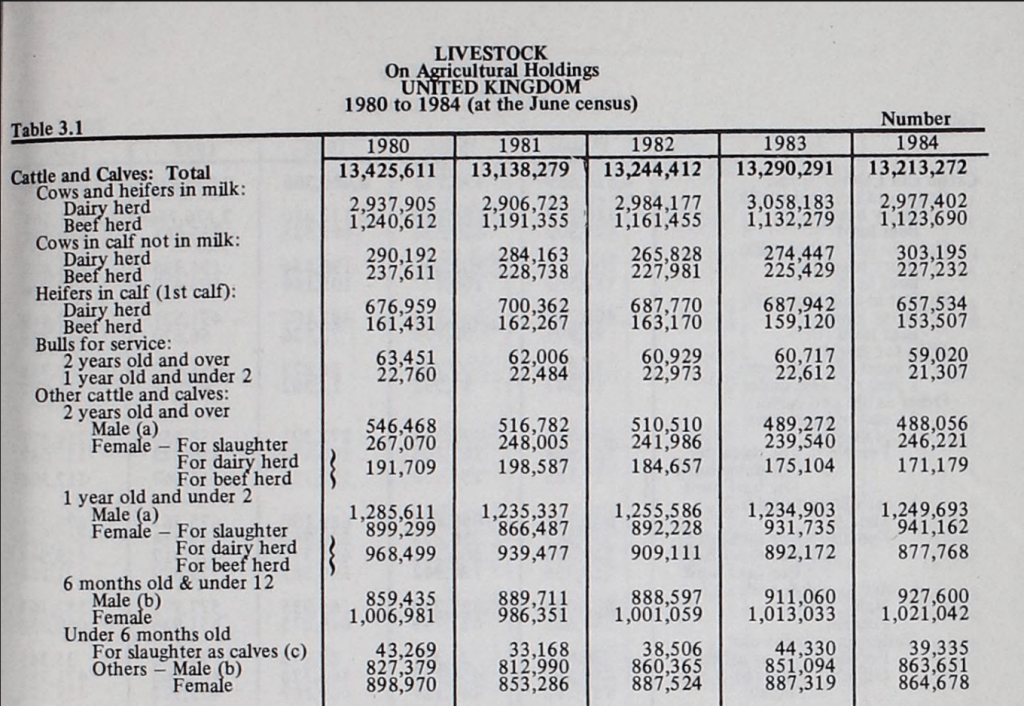 LIVESTOCK
On Agricultural Holdings
UNITED KINGDOM
1980 to 1984 (at the June census)
Table 3.1 Number
1980 1981 1982 1983 1984
Cattle and Calves: Total 13,425,611 13,138,279 13,244,412 13,290,291 13,213,272
Cows and heifers in milk:
Dairy herd 2,937,905 2,906,723 2,984,177 3,058,183 2,977,402
Beef herd 1,240,612 1,191,355 1,161,455 1,132,279 1,123,690
Cows in calf not in milk:
Dairy herd 290,192 284,163 265,828 274,447 303,195
Beef herd 237,611 228,738 227,981 225,429 227,232
Heifers in calf (1st calf):
Dairy herd 676,959 700,362 687,770 687,942 657,534
Beef herd 161,431 162,267 163,170 159,120 153,507
Bulls for service:
2 years old and over 63,451 62,006 60,929 60,717 59,020
1 year old and under 2 22,760 22,484 22,973 22,612 21,307
Other cattle and calves:
2 years old and over
Male (a) 546,468 516,782 510,510 489,272 488,056
Female – For slaughter 267,070 248,005 241,986 239,540 246,221
For dairy herd
For beef herd } 191,709 198,587 184,657 175,104 171,179
1 year old and under 2
Male (a) 1,285,611 1,235,337 1,255,586 1,234,903 1,249,693
Female – For slaughter 899,299 866,487 892,228 931,735 941,162
For dairy herd
For beef herd } 968,499 939,477 909,111 892,172 877,768
6 months old & under 12
Male (b) 859,435 889,711 888,597 911,060 927,600
Female 1,006,981 986,351 1,001,059 1,013,033 1,021,042
Under 6 months old
For slaughter as calves (c) 43,269 33,168 38,506 44,330 39,335
Others – Male (b) 827,379 812,990 860,365 851,094 863,651
Female 898,970 853,286 887,524 887,319 864,678